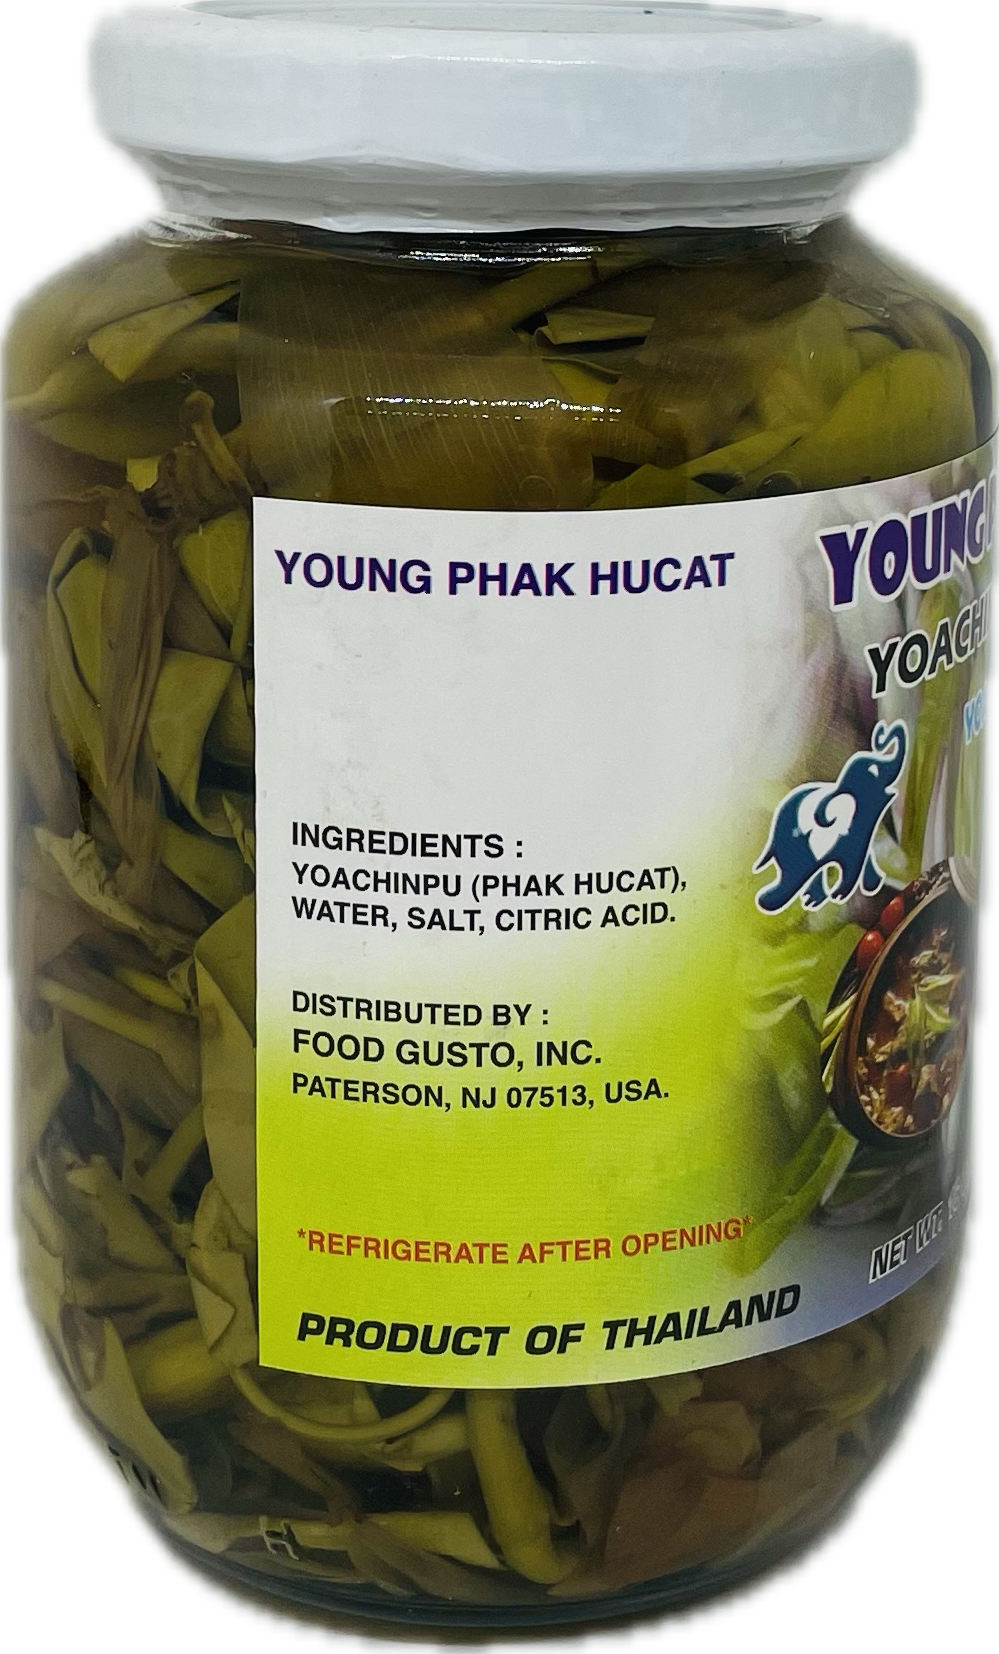 YOUNG PHAK HUCAT
INGREDIENTS :
YOACHINPU (PHAK HUCAT),
WATER, SALT, CITRIC ACID.
DISTRIBUTED BY :
FOOD GUSTO, INC.
PATERSON, NJ 07513, USA.
*REFRIGERATE AFTER OPENING*
PRODUCT OF THAILAND
YOUNG
NET WT.